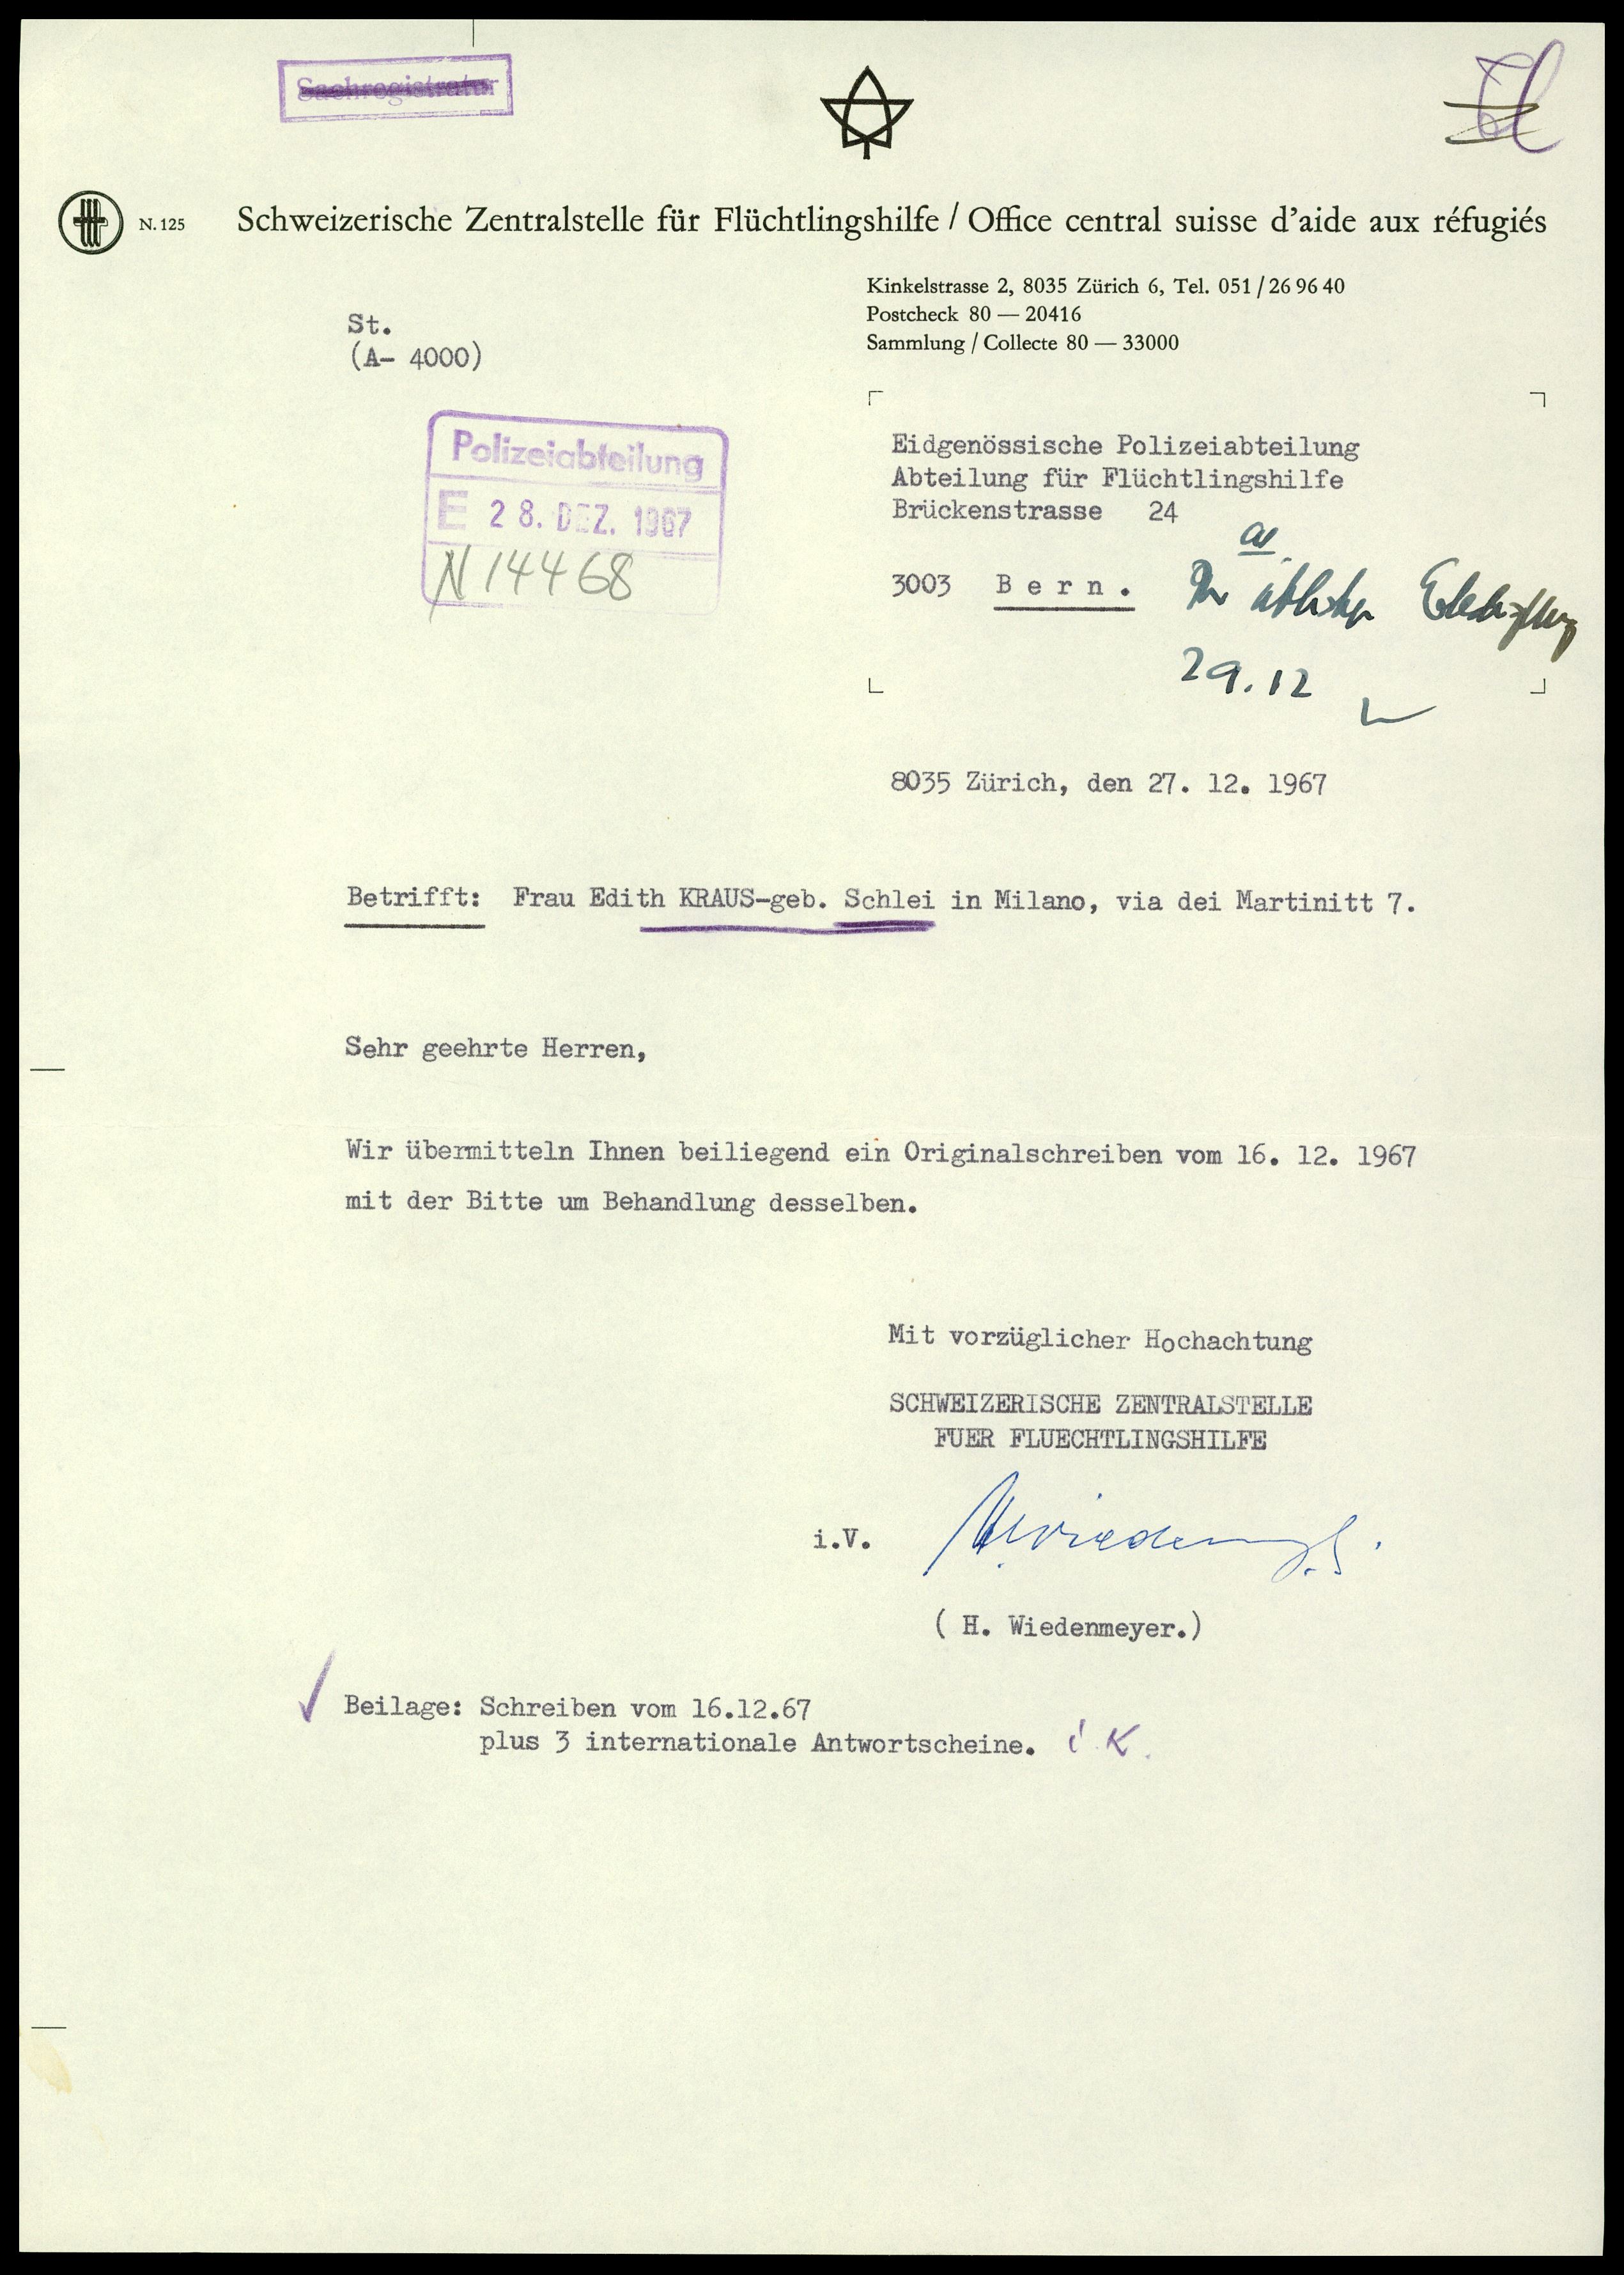 Sachregistratur
N. 125
Schweizerische Zentralstelle für Flüchtlingshilfe / Office central suisse d'aide aux réfugiés
Kinkelstrasse 2, 8035 Zürich 6, Tel. 051 / 26 96 40
Postcheck 80 — 20416
Sammlung / Collecte 80 — 33000
St.
(A- 4000)
Polizeiabteilung
E 28. DEZ. 1967
N 14468
Eidgenössische Polizeiabteilung
Abteilung für Flüchtlingshilfe
Brückenstrasse 24
3003 Bern.
29.12
8035 Zürich, den 27. 12. 1967
Betrifft: Frau Edith KRAUS-geb. Schlei in Milano, via dei Martinitt 7.
Sehr geehrte Herren,
Wir übermitteln Ihnen beiliegend ein Originalschreiben vom 16. 12. 1967
mit der Bitte um Behandlung desselben.
Mit vorzüglicher Hochachtung
SCHWEIZERISCHE ZENTRALSTELLE
FUER FLUECHTLINGSHILFE
i.V.
( H. Wiedenmeyer.)
Beilage: Schreiben vom 16.12.67
plus 3 internationale Antwortscheine. i K.